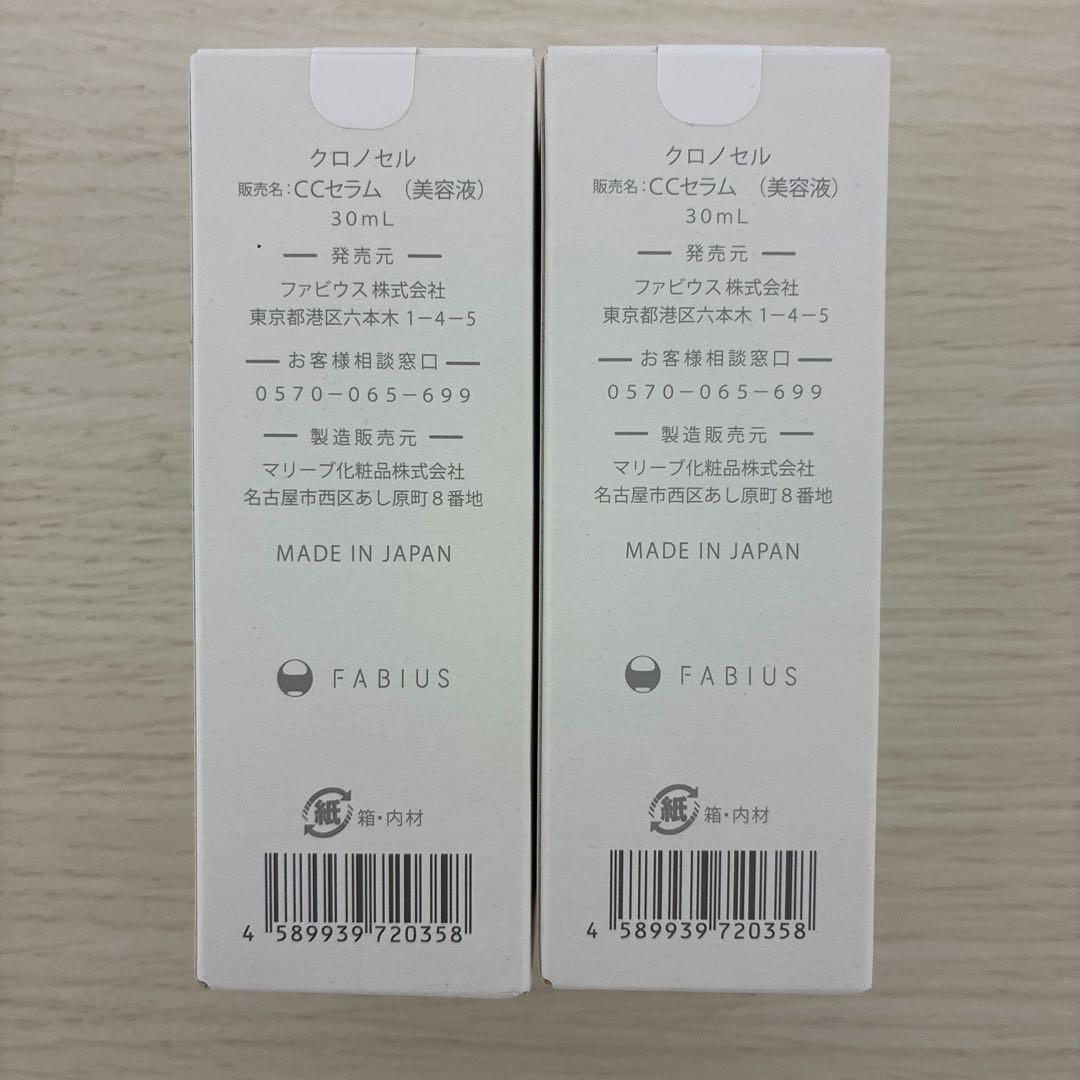 クロノセル
販売名：CCセラム （美容液）
30mL
発売元
ファビウス株式会社
東京都港区六本木1-4-5
お客様相談窓口
0570-065-699
製造販売元
マリーブ化粧品株式会社
名古屋市西区あし原町8番地
MADE IN JAPAN
FABIUS
紙 箱・内材
4 589939 720358
クロノセル
販売名：CCセラム （美容液）
30mL
発売元
ファビウス株式会社
東京都港区六本木1-4-5
お客様相談窓口
0570-065-699
製造販売元
マリーブ化粧品株式会社
名古屋市西区あし原町8番地
MADE IN JAPAN
FABIUS
紙 箱・内材
4 589939 720358